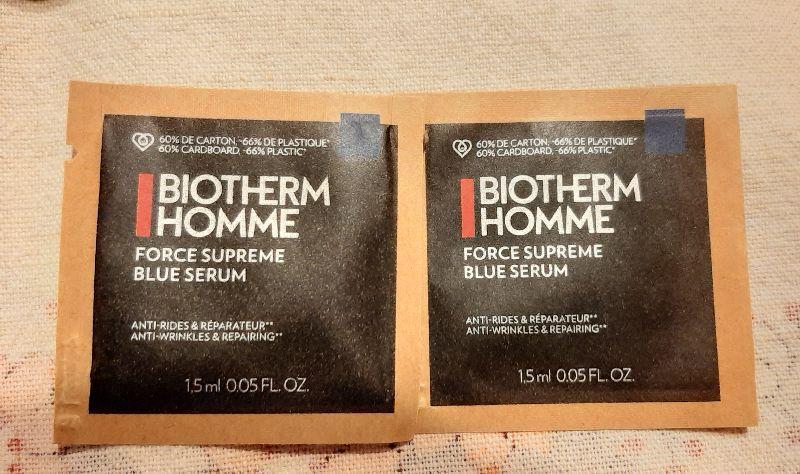 60% DE CARTON, -66% DE PLASTIQUE*
60% CARDBOARD, -66% PLASTIC*
BIOTHERM
HOMME
FORCE SUPREME
BLUE SERUM
ANTI-RIDES & RÉPARATEUR**
ANTI-WRINKLES & REPAIRING**
1,5 ml 0.05 FL. OZ.
60% DE CARTON, -66% DE PLASTIQUE*
60% CARDBOARD, -66% PLASTIC*
BIOTHERM
HOMME
FORCE SUPREME
BLUE SERUM
ANTI-RIDES & RÉPARATEUR**
ANTI-WRINKLES & REPAIRING**
1,5 ml 0.05 FL. OZ.